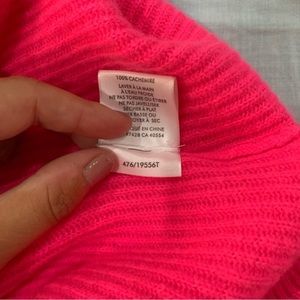 100% CACHEMIRE
LAVER À LA MAIN
À L'EAU FROIDE
NE PAS TORDRE OU ÉTIRER
NE PAS JAVELLISER
SÉCHER À PLAT
BASSE OU
À SEC
EN CHINE
CA 40554
476/19556T